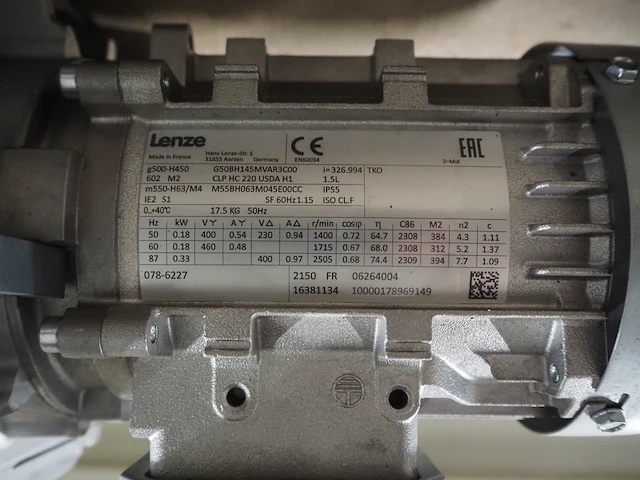 Lenze
Hans-Lenze-Str. 1
Made in France 31855 Aerzen Germany EN60034 3~Mot
CE
EAC
g500-H450 G50BH145MVAR3C00 i=326.994 TKO
602 M2 CLP HC 220 USDA H1 1.5L
m550-H63/M4 M55BH063M045E00CC IP55
IE2 S1 SF 60Hz1.15 ISO CL.F
0..+40°C 17.5 KG 50Hz
Hz kW V Y A Y V Δ A Δ r/min cosφ η C86 M2 n2 c
50 0.18 400 0.54 230 0.94 1400 0.72 64.7 2308 384 4.3 1.11
60 0.18 460 0.48 1715 0.67 68.0 2308 312 5.2 1.37
87 0.33 400 0.97 2505 0.68 74.4 2309 394 7.7 1.09
078-6227 2150 FR 06264004
16381134 10000178969149